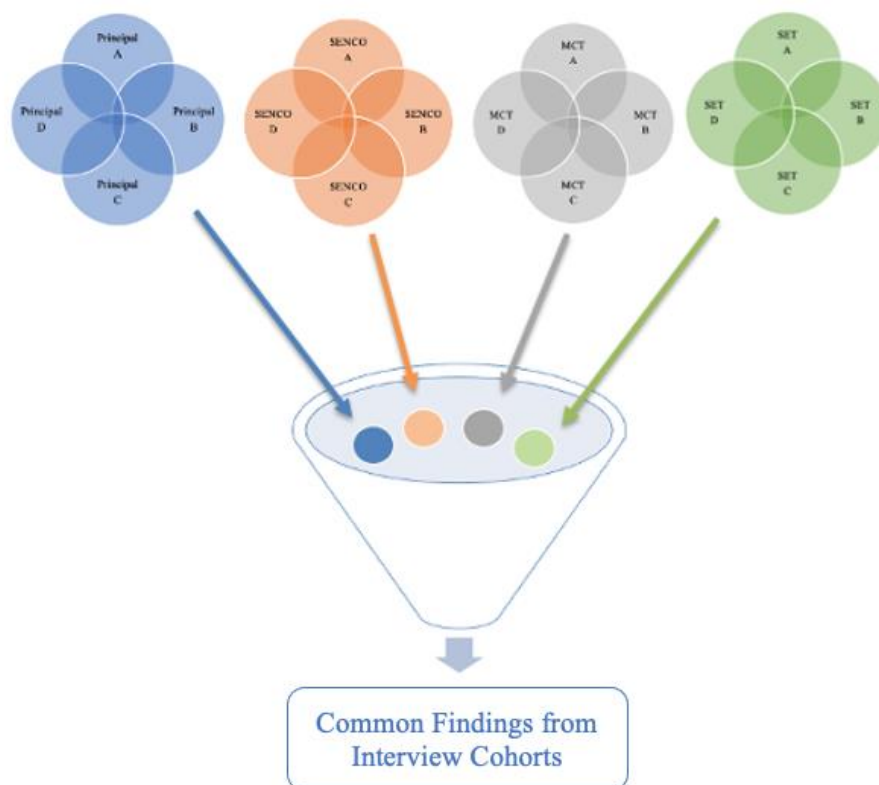 Principal
A
Principal
D
Principal
B
Principal
C
SENCO
A
SENCO
D
SENCO
B
SENCO
C
MCT
A
MCT
D
MCT
B
MCT
C
SET
A
SET
D
SET
B
SET
C
Common Findings from
Interview Cohorts